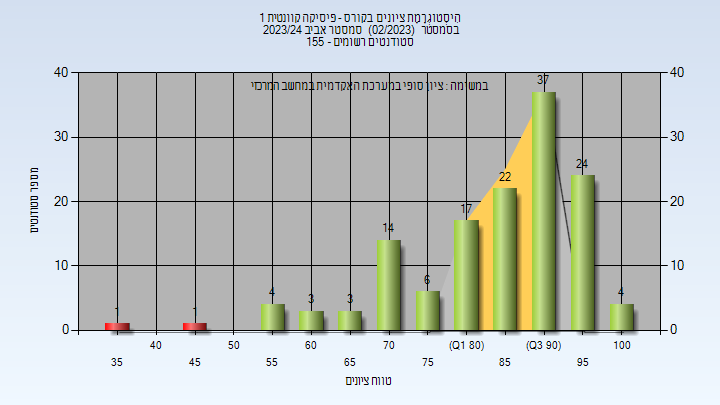 היסטוגרמת ציונים בקורס - פיסיקה קוונטית 1
בסמסטר (02/2023) סמסטר אביב 2023/24
סטודנטים רשומים - 155
במשימה : ציון סופי במערכת האקדמית במחשב המרכזי
40 40
30 30
20 20
10 10
0 0
מספר סטודנטים
1 1 4 3 3 14 6 17 22 37 24 4
40 50 60 70 (Q1 80) (Q3 90) 100
35 45 55 65 75 85 95
טווח ציונים